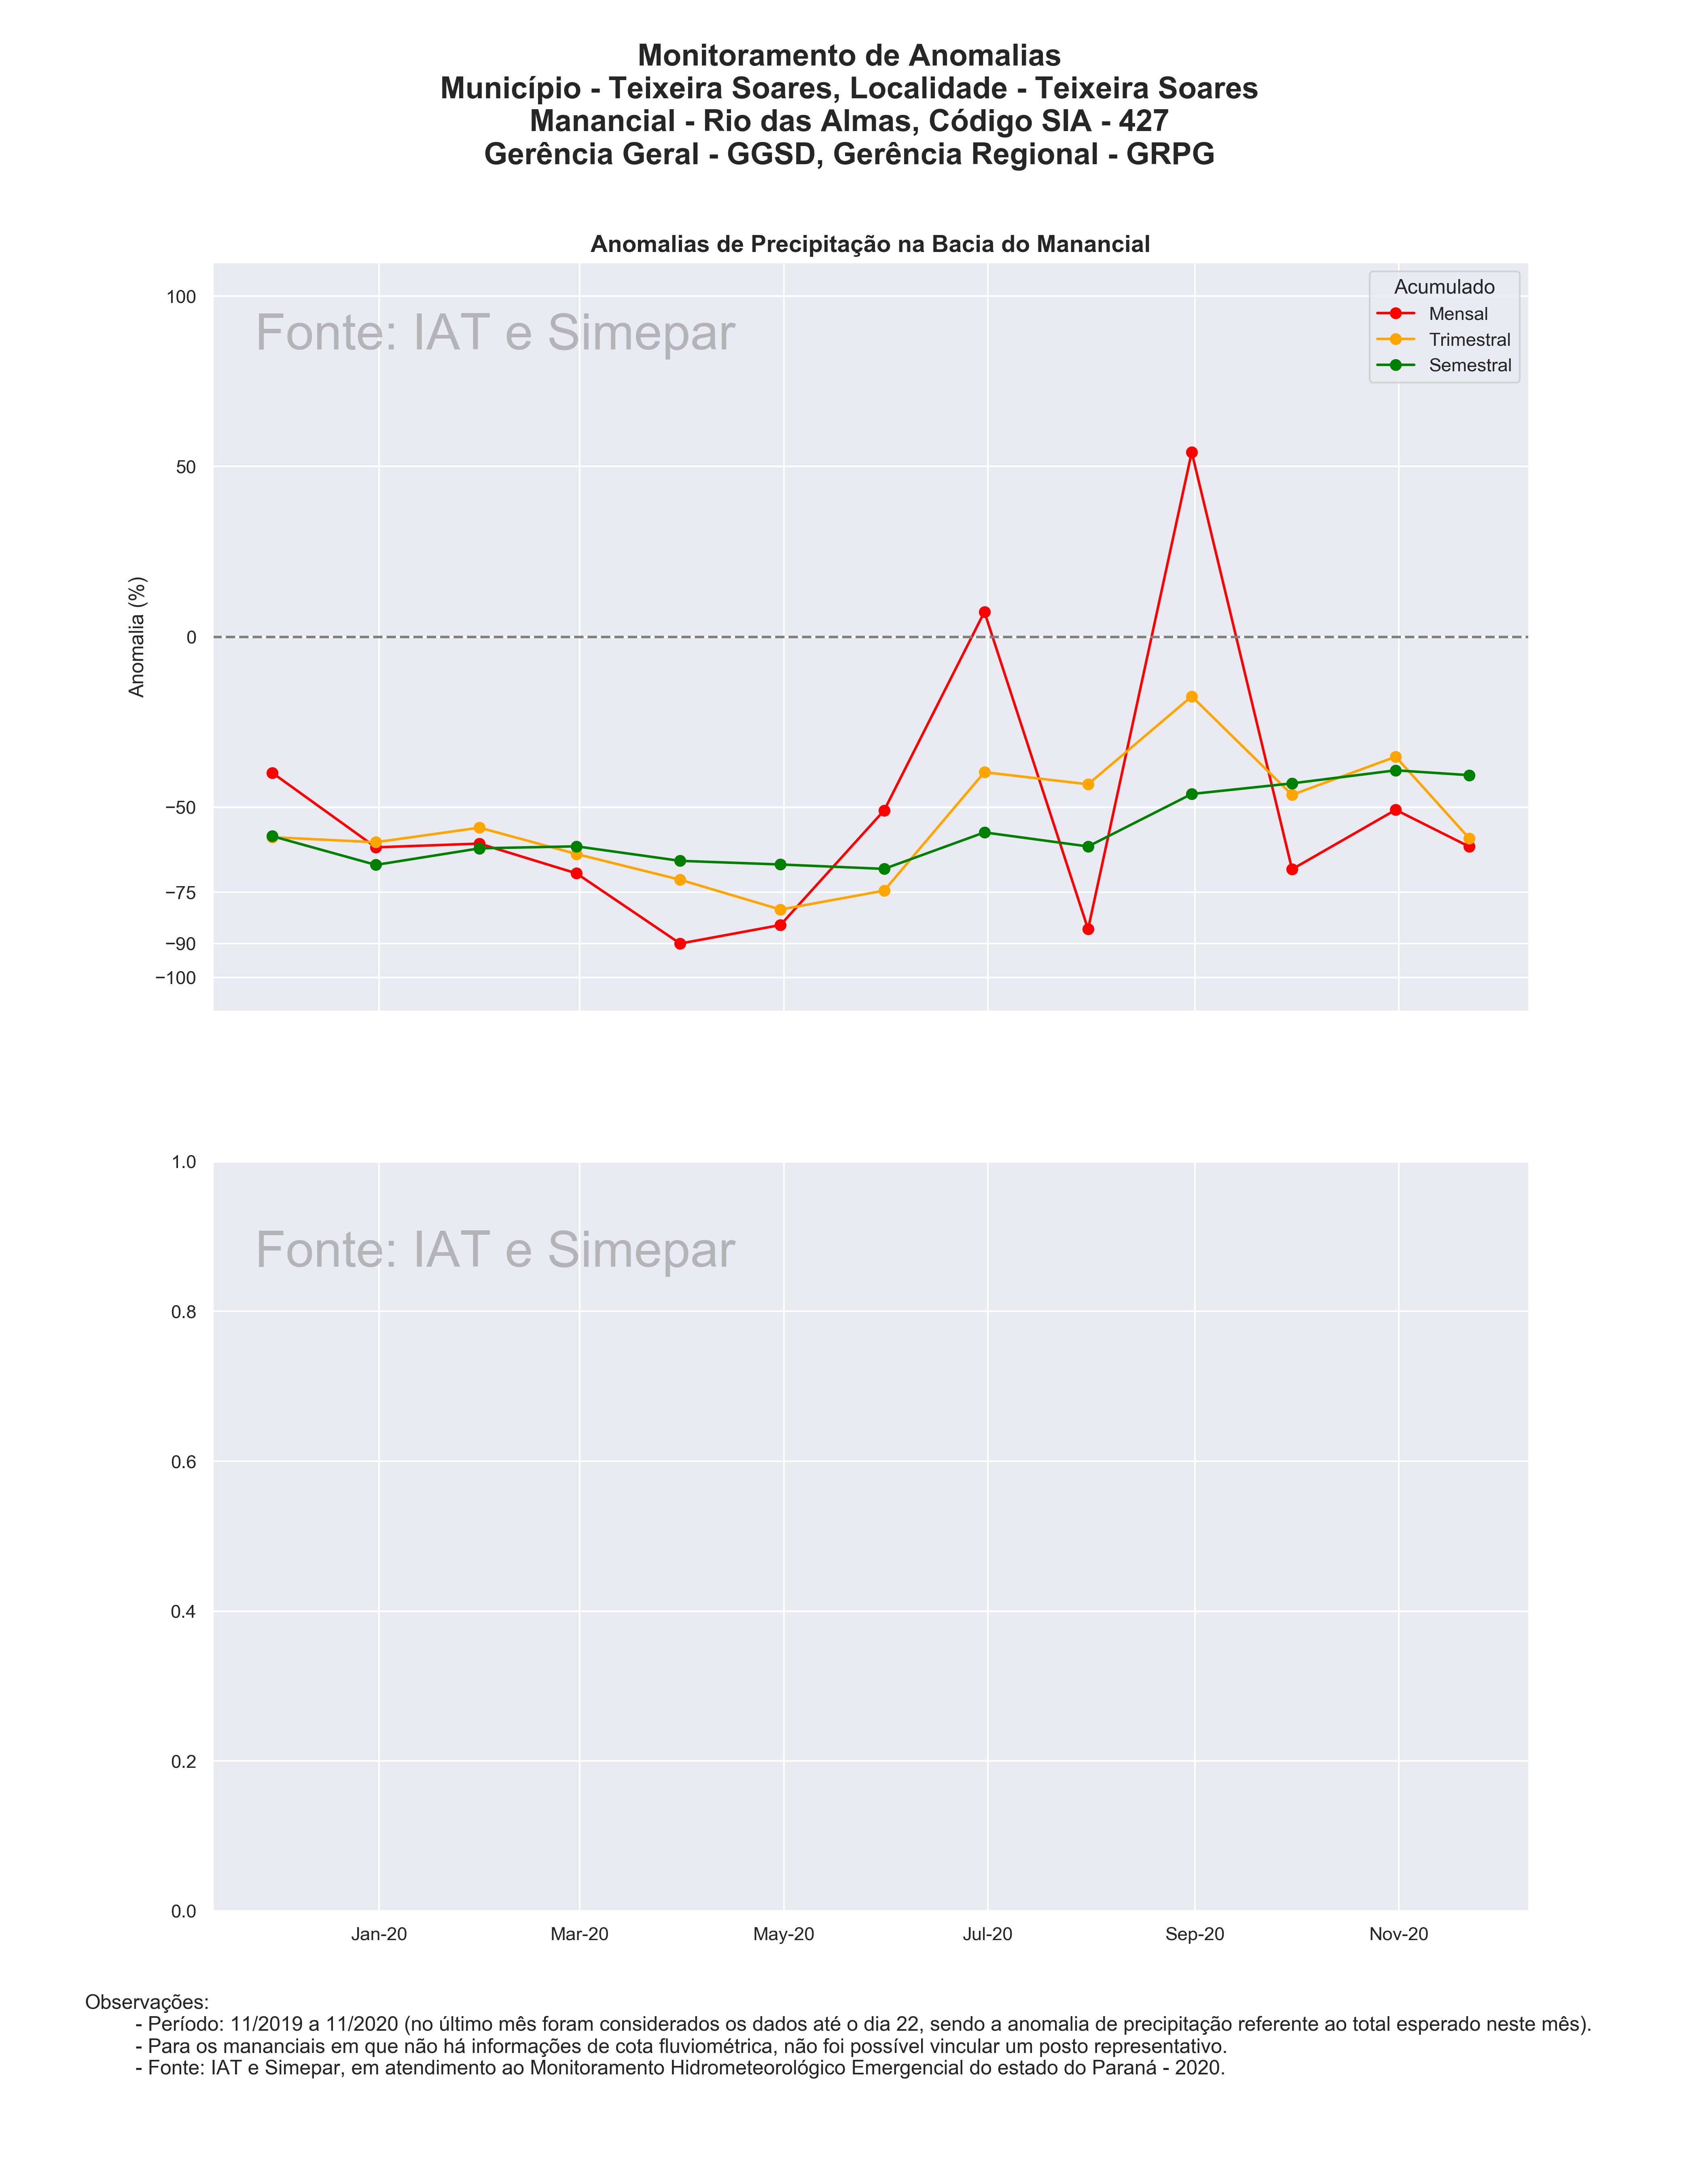 Monitoramento de Anomalias
Município - Teixeira Soares, Localidade - Teixeira Soares
Manancial - Rio das Almas, Código SIA - 427
Gerência Geral - GGSD, Gerência Regional - GRPG
Anomalias de Precipitação na Bacia do Manancial
Fonte: IAT e Simepar
Acumulado
Mensal
Trimestral
Semestral
Anomalia (%)
100
50
0
−50
−75
−90
−100
Fonte: IAT e Simepar
1.0
0.8
0.6
0.4
0.2
0.0
Jan-20 Mar-20 May-20 Jul-20 Sep-20 Nov-20
Observações:
- Período: 11/2019 a 11/2020 (no último mês foram considerados os dados até o dia 22, sendo a anomalia de precipitação referente ao total esperado neste mês).
- Para os mananciais em que não há informações de cota fluviométrica, não foi possível vincular um posto representativo.
- Fonte: IAT e Simepar, em atendimento ao Monitoramento Hidrometeorológico Emergencial do estado do Paraná - 2020.